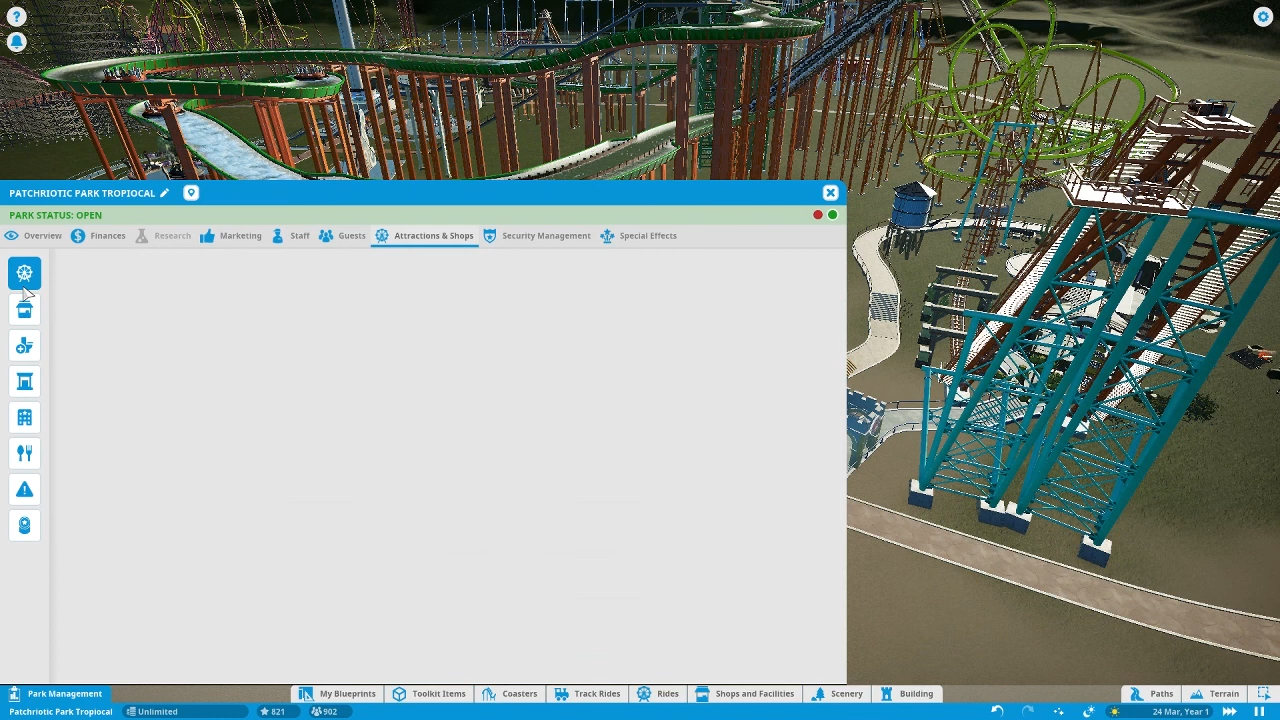 PATCHRIOTIC PARK TROPIOCAL
PARK STATUS: OPEN
Overview Finances Research Marketing Staff Guests Attractions & Shops Security Management Special Effects
Park Management My Blueprints Toolkit Items Coasters Track Rides Rides Shops and Facilities Scenery Building Paths Terrain
Patchriotic Park Tropiocal Unlimited 821 902 24 Mar, Year 1